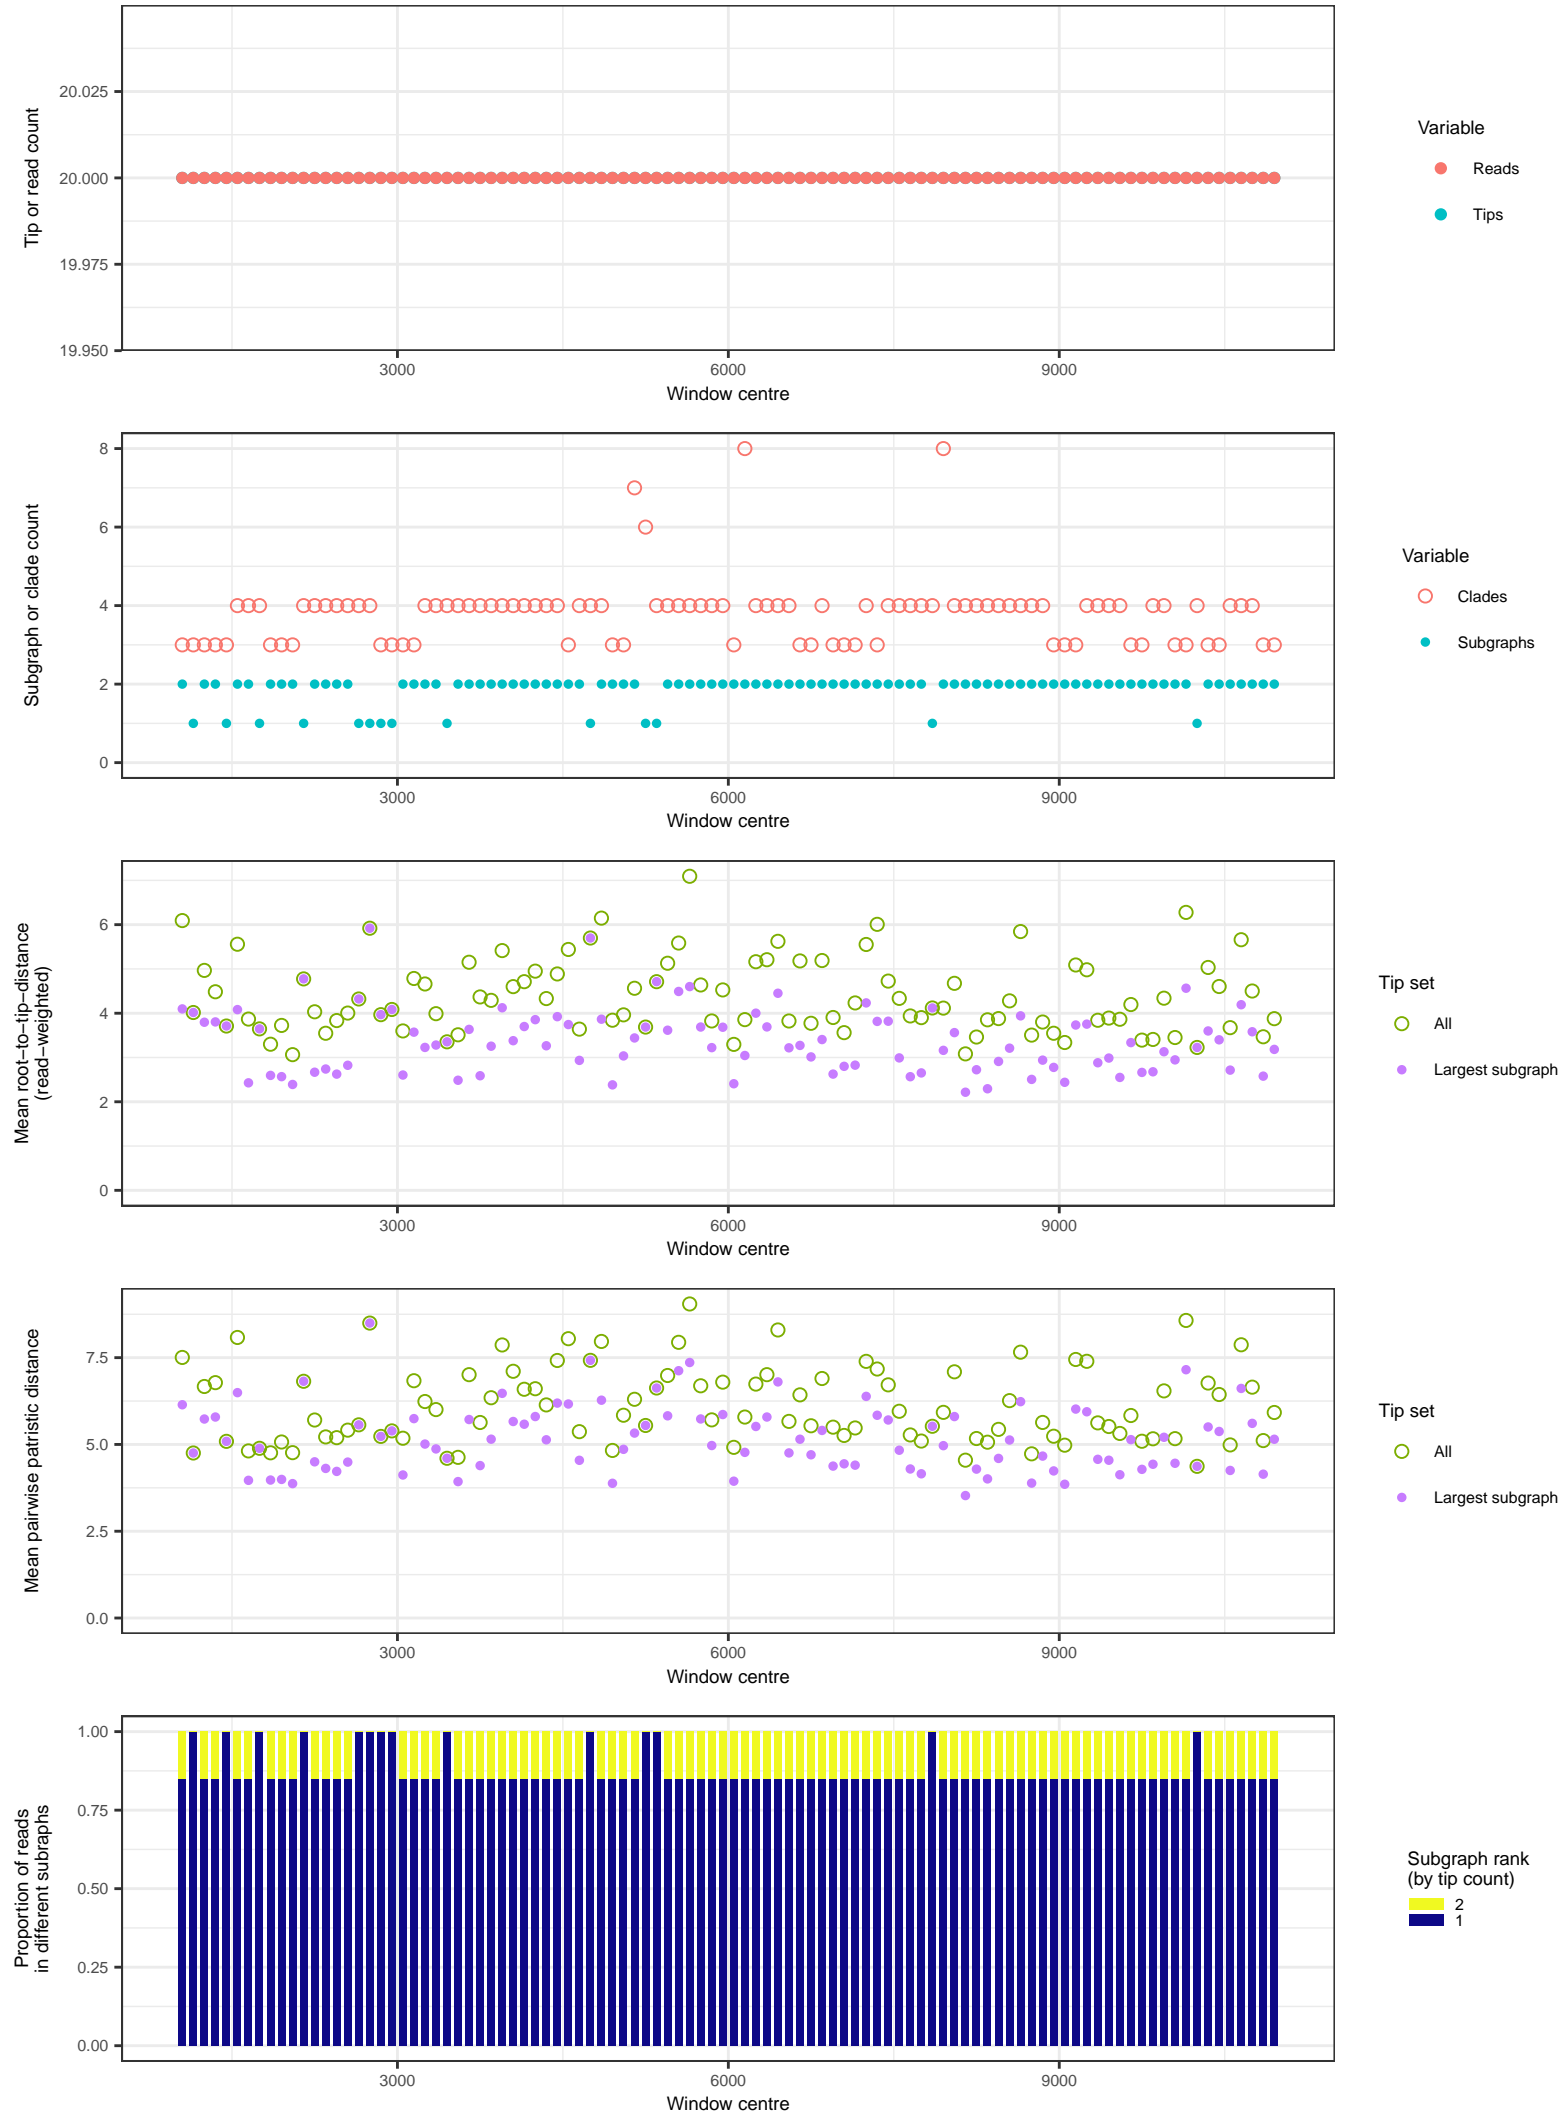 Tip or read count
20.025
20.000
19.975
19.950
3000
6000
9000
Window centre
Variable
Reads
Tips
Subgraph or clade count
8
6
4
2
0
3000
6000
9000
Window centre
Variable
Clades
Subgraphs
Mean root−to−tip−distance
(read−weighted)
6
4
2
0
3000
6000
9000
Window centre
Tip set
All
Largest subgraph
Mean pairwise patristic distance
7.5
5.0
2.5
0.0
3000
6000
9000
Window centre
Tip set
All
Largest subgraph
Proportion of reads
in different subraphs
1.00
0.75
0.50
0.25
0.00
3000
6000
9000
Window centre
Subgraph rank
(by tip count)
2
1